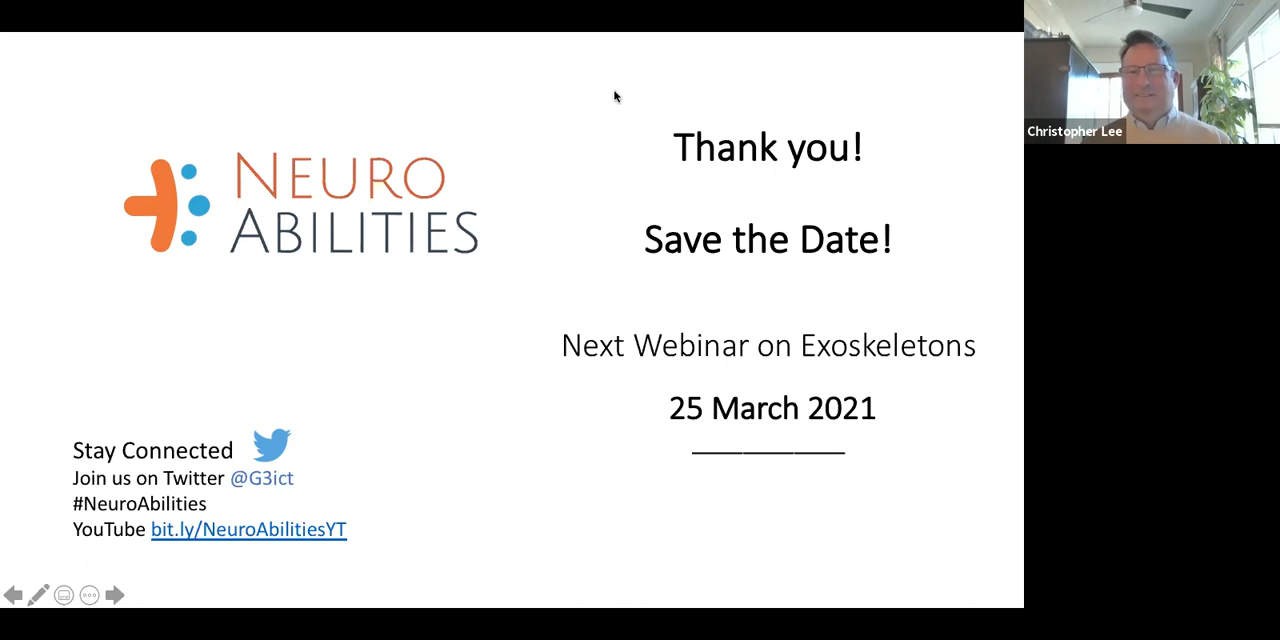 NEURO
ABILITIES
Thank you!
Save the Date!
Next Webinar on Exoskeletons
25 March 2021
Stay Connected
Join us on Twitter @G3ict
#NeuroAbilities
YouTube bit.ly/NeuroAbilitiesYT
Christopher Lee